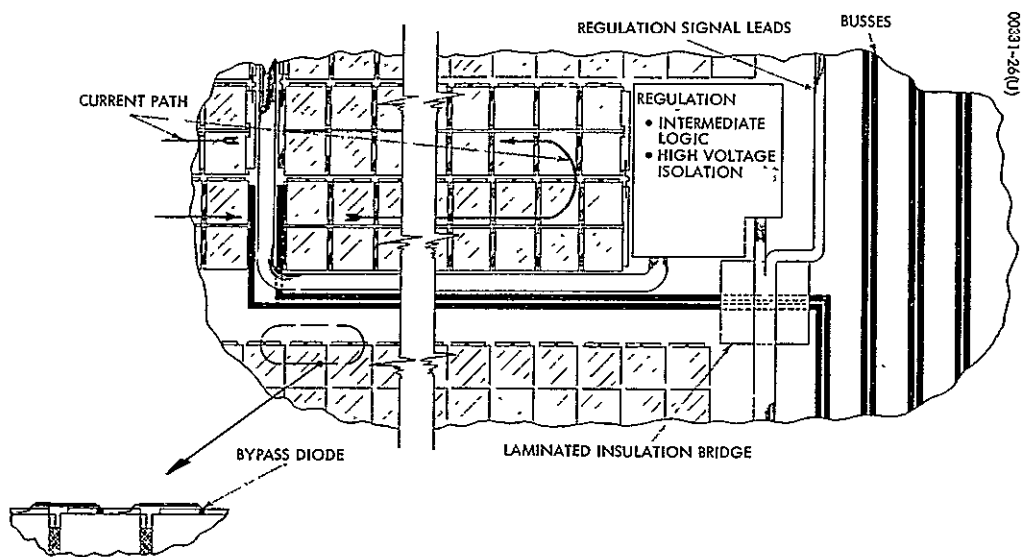 REGULATION SIGNAL LEADS
BUSSES
00331-26(U)
CURRENT PATH
REGULATION
• INTERMEDIATE
LOGIC
• HIGH VOLTAGE
ISOLATION
BYPASS DIODE
LAMINATED INSULATION BRIDGE